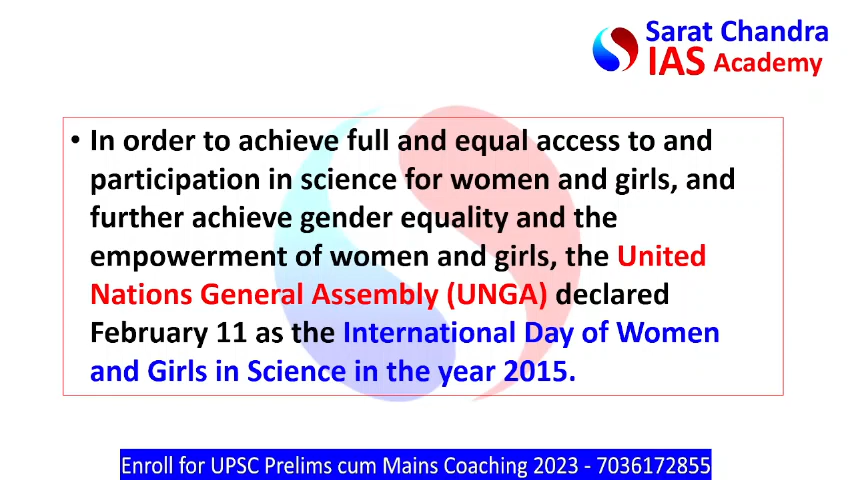 Sarat Chandra
IAS Academy
• In order to achieve full and equal access to and
participation in science for women and girls, and
further achieve gender equality and the
empowerment of women and girls, the United
Nations General Assembly (UNGA) declared
February 11 as the International Day of Women
and Girls in Science in the year 2015.
Enroll for UPSC Prelims cum Mains Coaching 2023 - 7036172855